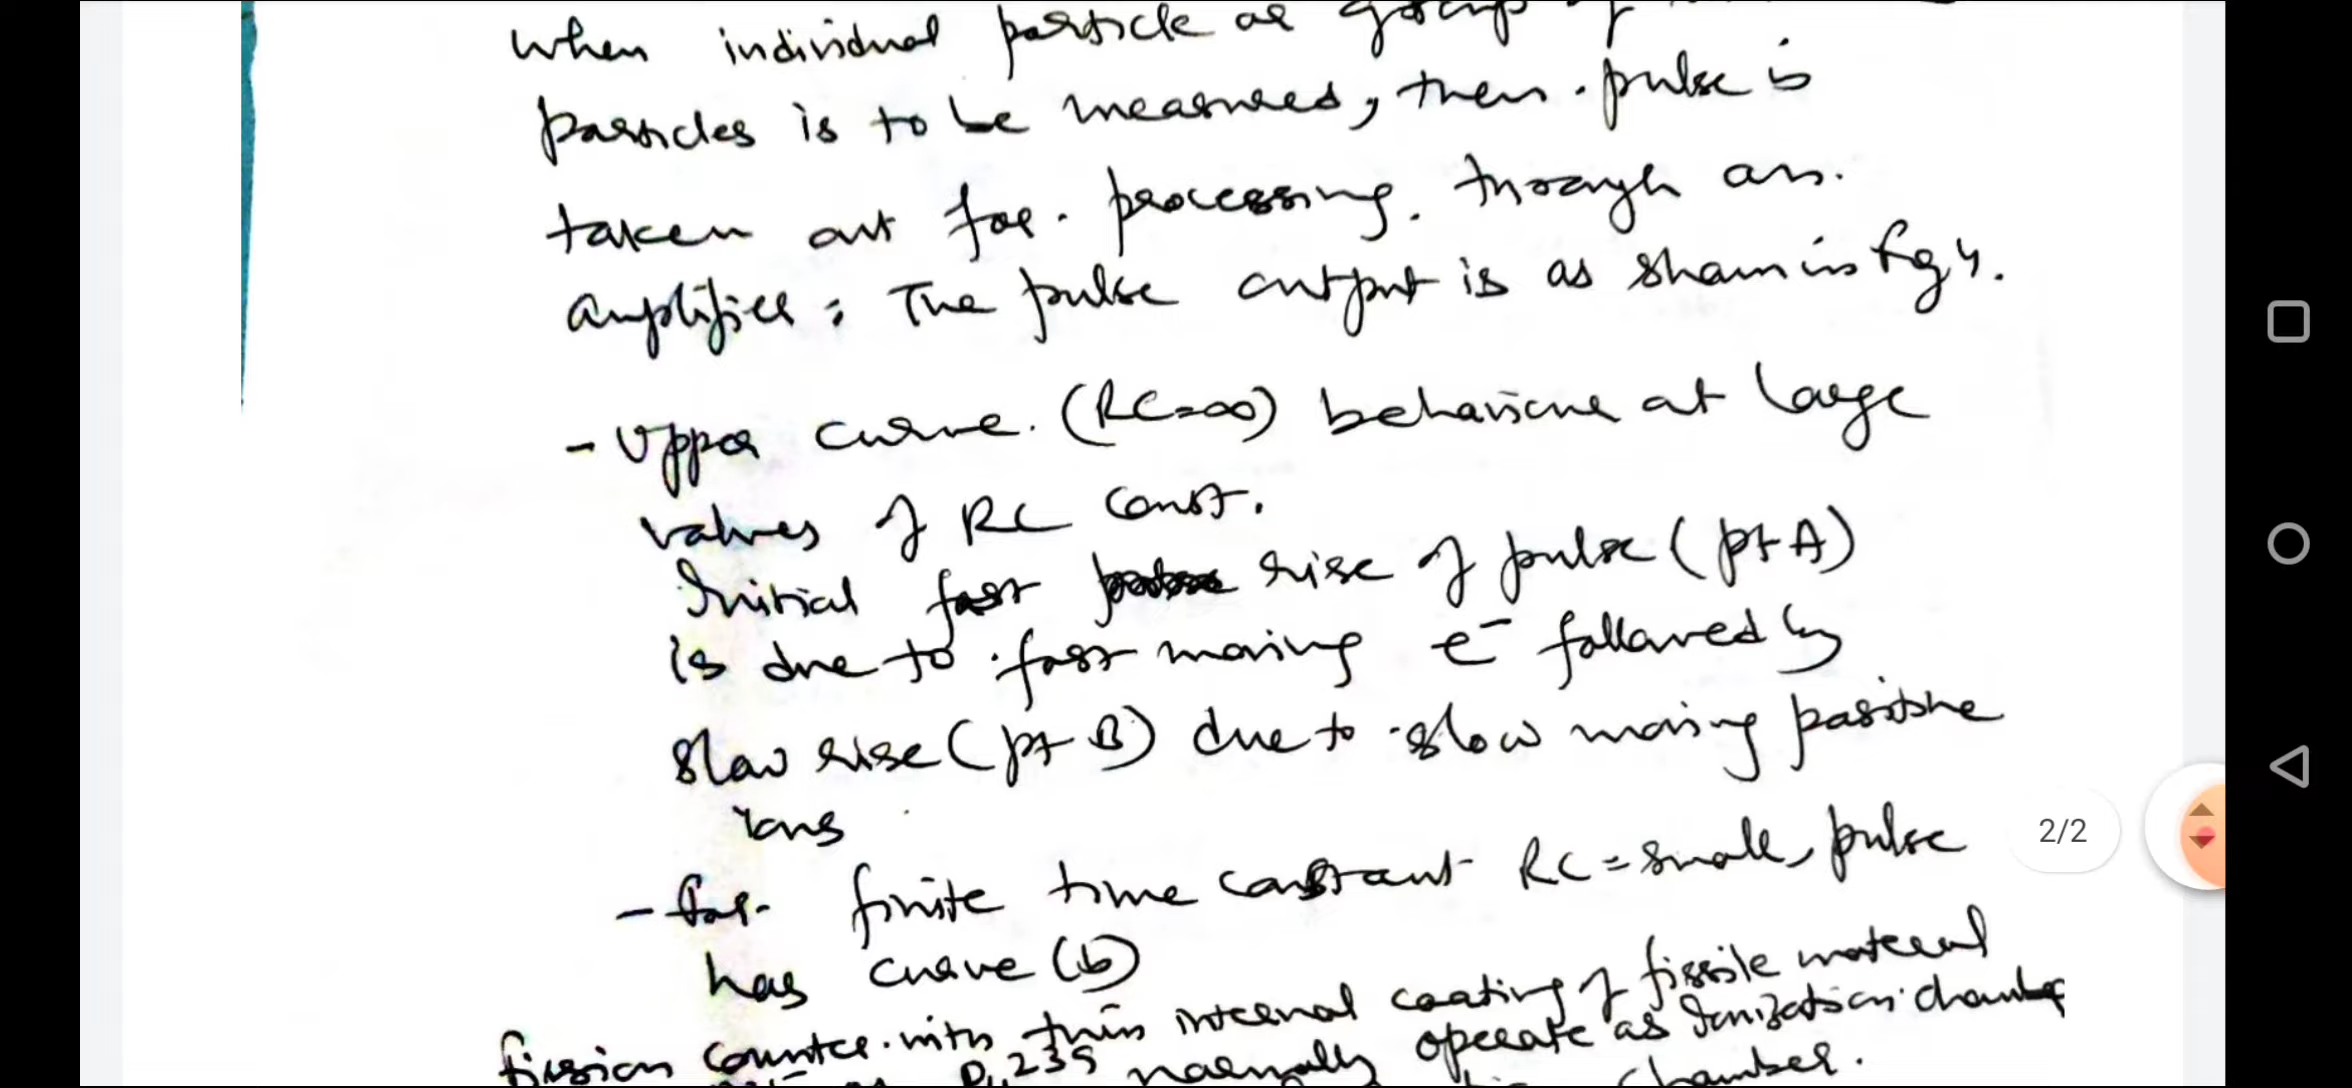 When individual particle or group of
particles is to be measured, then. pulse is
taken out for. processing. through an.
amplifier: The pulse output is as shown in fig 4.
- Upper curve. (RC=∞) behaviour at large
values of RC const.
Initial fast rise of pulse (pt A)
is due to fast moving e⁻ followed by
slow rise (pt B) due to slow moving positive
ions
- for finite time constant RC = small, pulse
2/2
has curve (b)
fission counter. with thin internal coating of fissile material
235 normally operate as Ionization chamber
chamber.